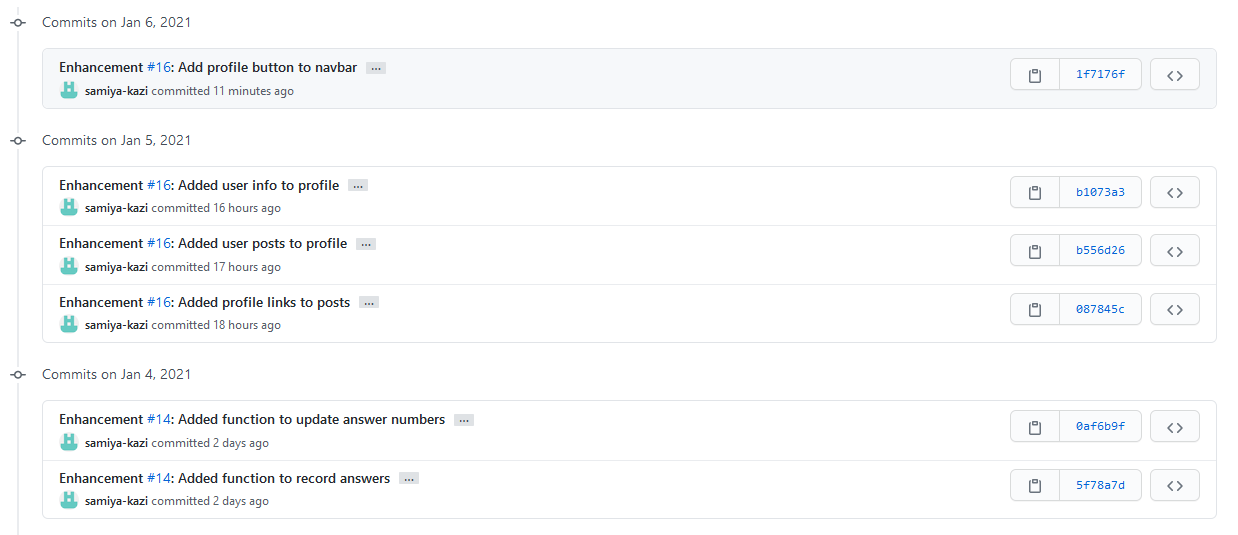 Commits on Jan 6, 2021
Enhancement #16: Add profile button to navbar ...
1f7176f
samiya-kazi committed 11 minutes ago
Commits on Jan 5, 2021
Enhancement #16: Added user info to profile ...
b1073a3
samiya-kazi committed 16 hours ago
Enhancement #16: Added user posts to profile ...
b556d26
samiya-kazi committed 17 hours ago
Enhancement #16: Added profile links to posts ...
087845c
samiya-kazi committed 18 hours ago
Commits on Jan 4, 2021
Enhancement #14: Added function to update answer numbers ...
0af6b9f
samiya-kazi committed 2 days ago
Enhancement #14: Added function to record answers ...
5f78a7d
samiya-kazi committed 2 days ago